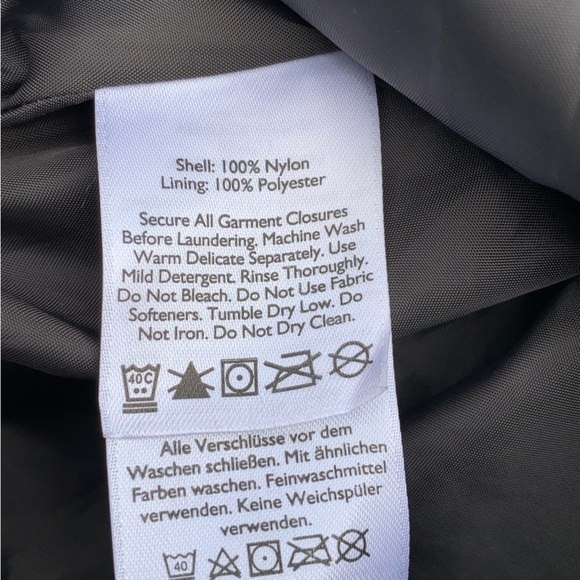 Shell: 100% Nylon
Lining: 100% Polyester
Secure All Garment Closures
Before Laundering. Machine Wash
Warm Delicate Separately. Use
Mild Detergent. Rinse Thoroughly.
Do Not Bleach. Do Not Use Fabric
Softeners. Tumble Dry Low. Do
Not Iron. Do Not Dry Clean.
40C
Alle Verschlüsse vor dem
Waschen schließen. Mit ähnlichen
Farben waschen. Feinwaschmittel
verwenden. Keine Weichspüler
verwenden.
40